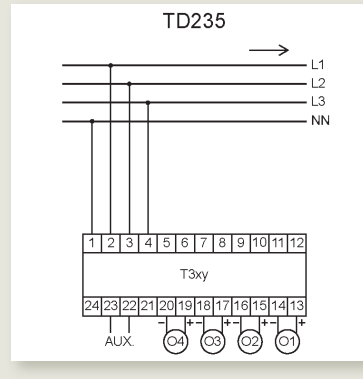 TD235
L1
L2
L3
NN
1 2 3 4 5 6 7 8 9 10 11 12
T3xy
24 23 22 21 20 19 18 17 16 15 14 13
AUX. − + − + − + − +
O4 O3 O2 O1